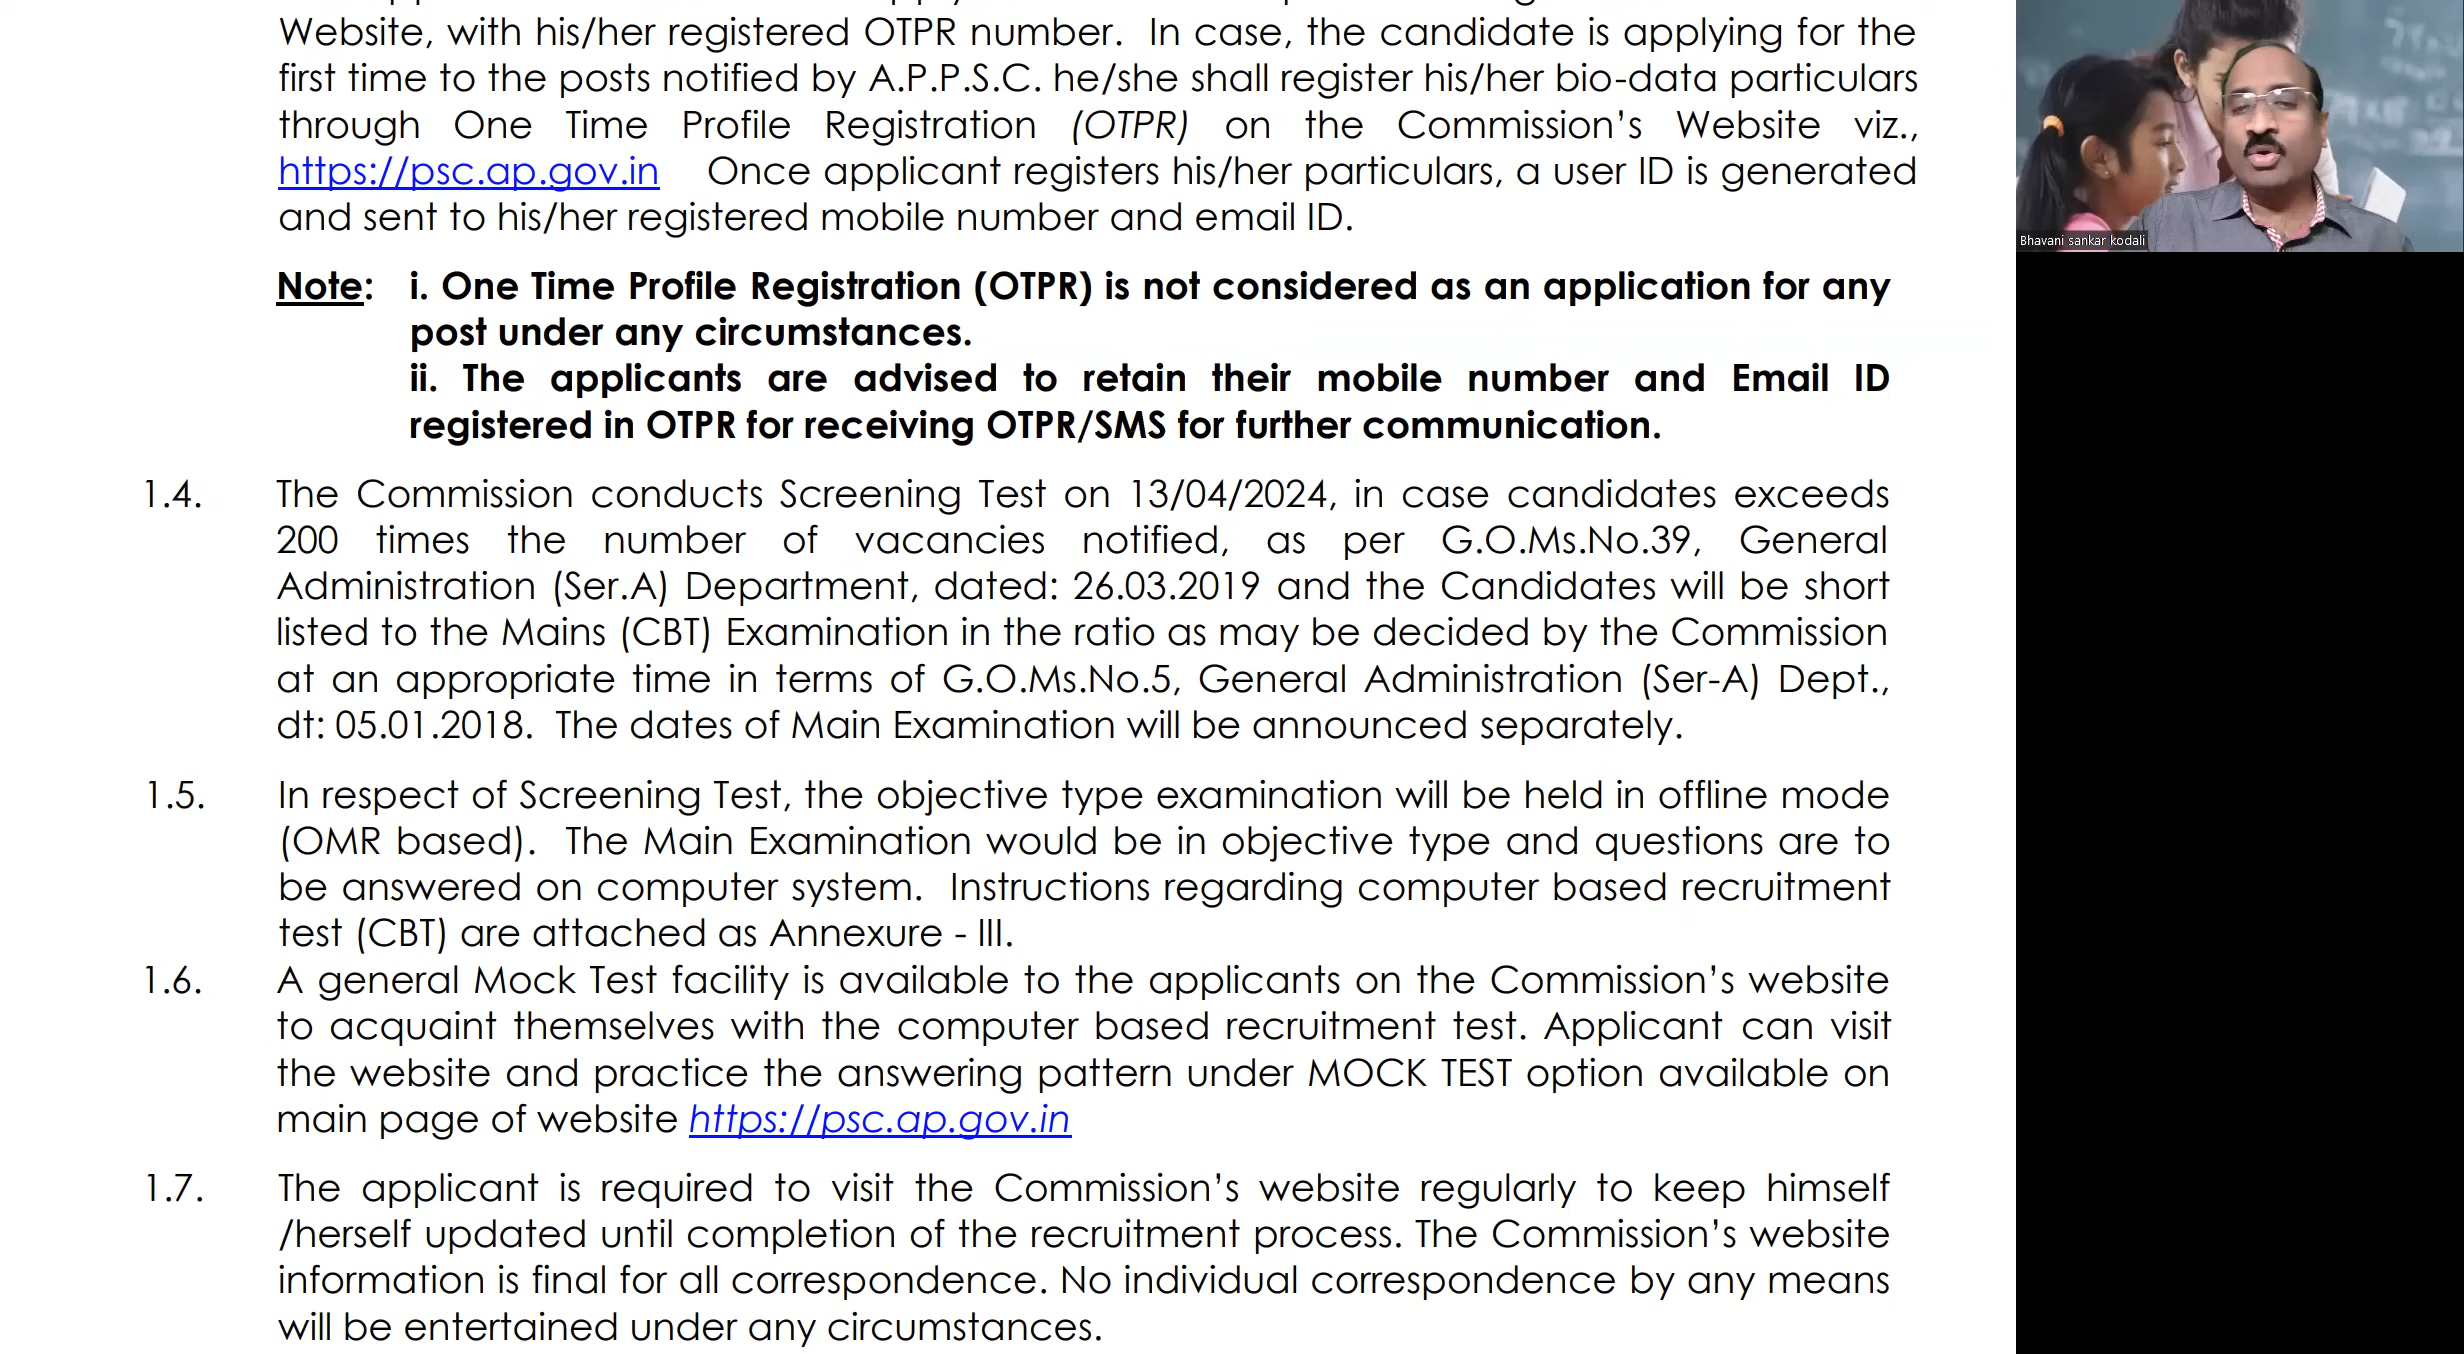 Website, with his/her registered OTPR number. In case, the candidate is applying for the
first time to the posts notified by A.P.P.S.C. he/she shall register his/her bio-data particulars
through One Time Profile Registration (OTPR) on the Commission's Website viz.,
https://psc.ap.gov.in Once applicant registers his/her particulars, a user ID is generated
and sent to his/her registered mobile number and email ID.
Note: i. One Time Profile Registration (OTPR) is not considered as an application for any
post under any circumstances.
ii. The applicants are advised to retain their mobile number and Email ID
registered in OTPR for receiving OTPR/SMS for further communication.
1.4. The Commission conducts Screening Test on 13/04/2024, in case candidates exceeds
200 times the number of vacancies notified, as per G.O.Ms.No.39, General
Administration (Ser.A) Department, dated: 26.03.2019 and the Candidates will be short
listed to the Mains (CBT) Examination in the ratio as may be decided by the Commission
at an appropriate time in terms of G.O.Ms.No.5, General Administration (Ser-A) Dept.,
dt: 05.01.2018. The dates of Main Examination will be announced separately.
1.5. In respect of Screening Test, the objective type examination will be held in offline mode
(OMR based). The Main Examination would be in objective type and questions are to
be answered on computer system. Instructions regarding computer based recruitment
test (CBT) are attached as Annexure - III.
1.6. A general Mock Test facility is available to the applicants on the Commission's website
to acquaint themselves with the computer based recruitment test. Applicant can visit
the website and practice the answering pattern under MOCK TEST option available on
main page of website https://psc.ap.gov.in
1.7. The applicant is required to visit the Commission's website regularly to keep himself
/herself updated until completion of the recruitment process. The Commission's website
information is final for all correspondence. No individual correspondence by any means
will be entertained under any circumstances.
Bhavani sankar kodali